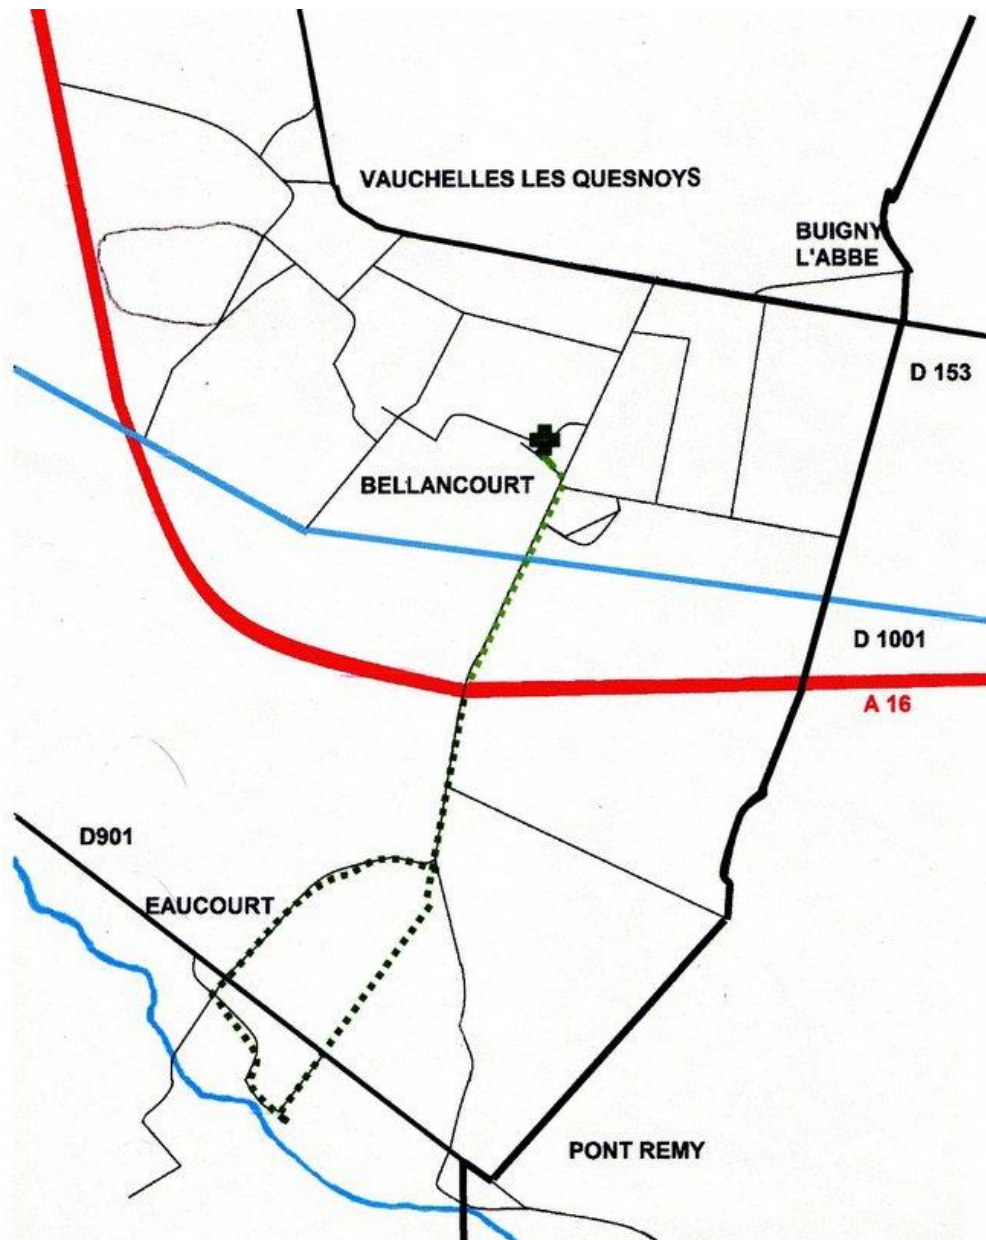 VAUCHELLES LES QUESNOYS
BUIGNY
L'ABBE
D 153
BELLANCOURT
D 1001
A 16
D901
EAUCOURT
PONT REMY